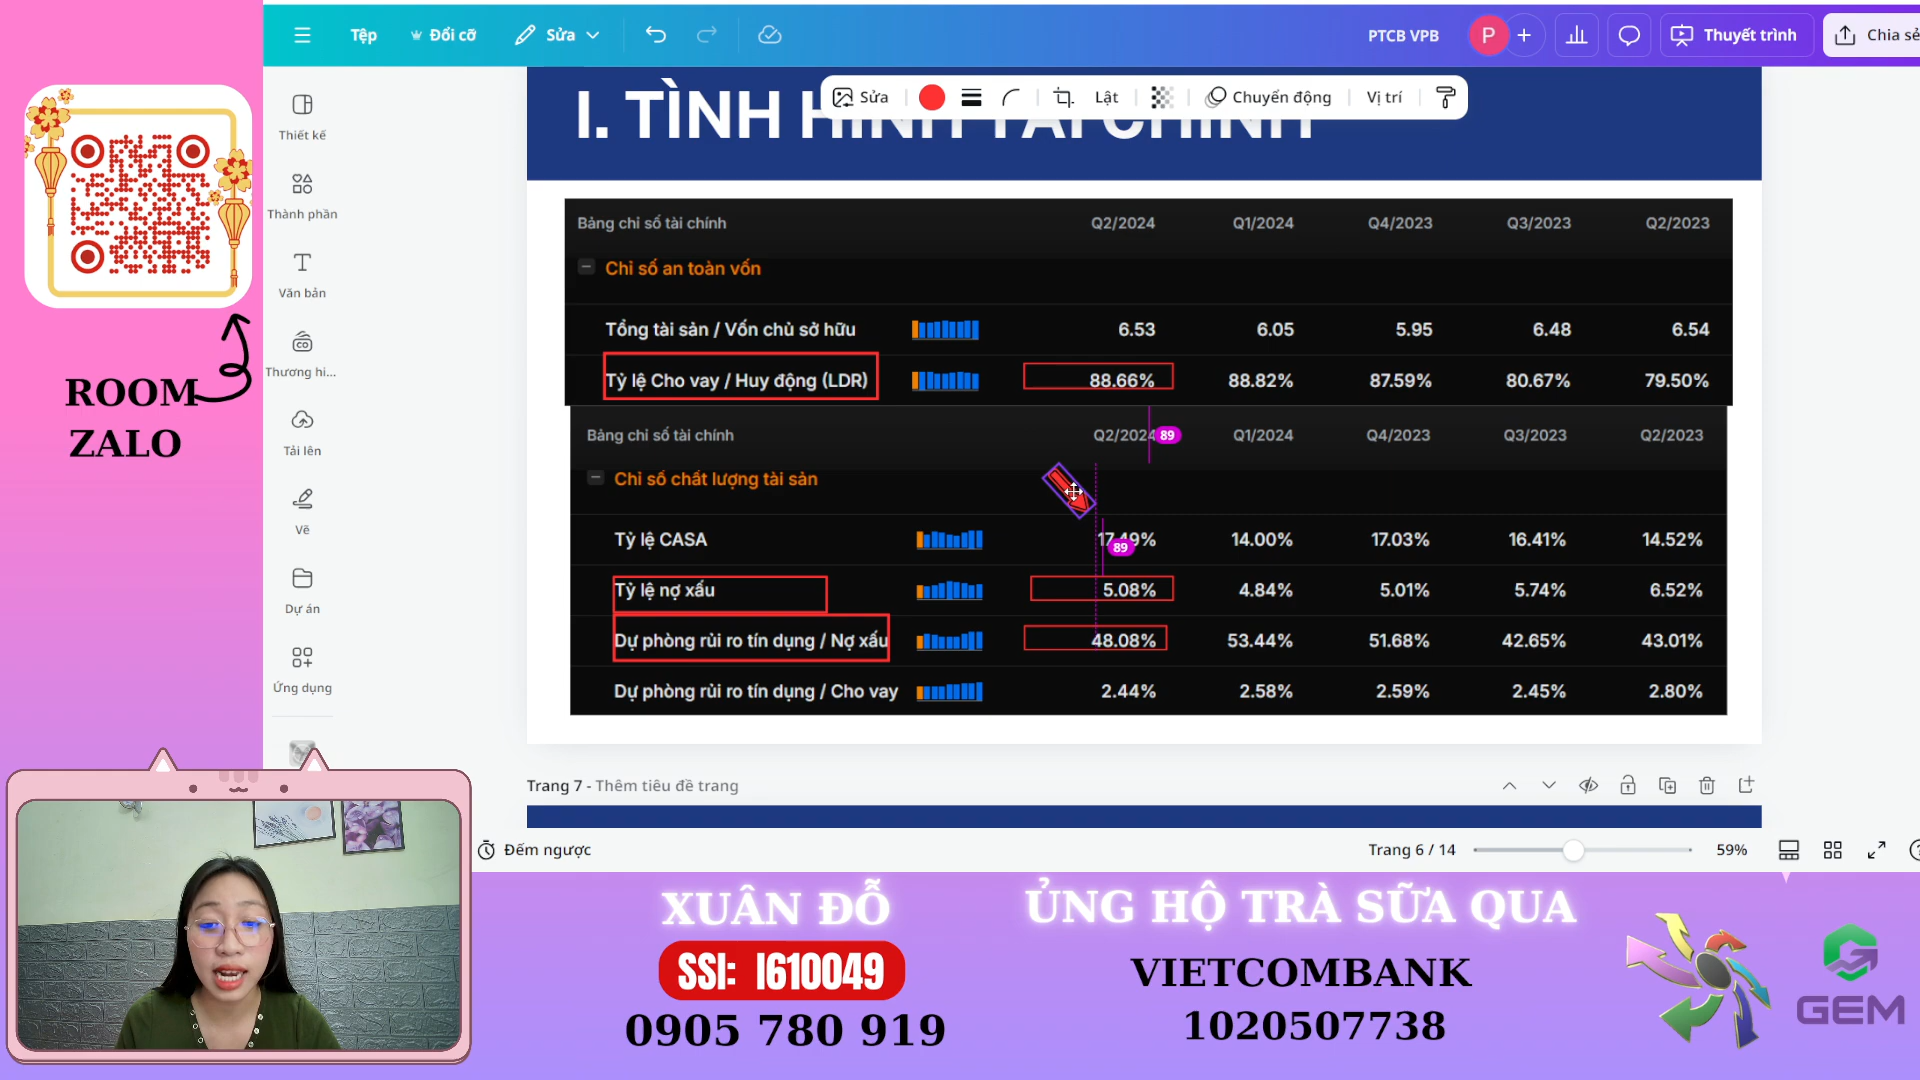 Tệp
Đổi cỡ
Sửa
PTCB VPB
P
Thuyết trình
Chia sẻ
Thiết kế
Thành phần
Văn bản
Thương hi...
Tải lên
Vẽ
Dự án
Ứng dụng
I. TÌNH HÌNH TÀI CHÍNH
Sửa
Lật
Chuyển động
Vị trí
Bảng chỉ số tài chính Q2/2024 Q1/2024 Q4/2023 Q3/2023 Q2/2023
Chỉ số an toàn vốn
Tổng tài sản / Vốn chủ sở hữu 6.53 6.05 5.95 6.48 6.54
Tỷ lệ Cho vay / Huy động (LDR) 88.66% 88.82% 87.59% 80.67% 79.50%
Bảng chỉ số tài chính Q2/2024 Q1/2024 Q4/2023 Q3/2023 Q2/2023
89
Chỉ số chất lượng tài sản
Tỷ lệ CASA 17.49% 14.00% 17.03% 16.41% 14.52%
89
Tỷ lệ nợ xấu 5.08% 4.84% 5.01% 5.74% 6.52%
Dự phòng rủi ro tín dụng / Nợ xấu 48.08% 53.44% 51.68% 42.65% 43.01%
Dự phòng rủi ro tín dụng / Cho vay 2.44% 2.58% 2.59% 2.45% 2.80%
Trang 7 - Thêm tiêu đề trang
Đếm ngược
Trang 6 / 14
59%
ROOM
ZALO
XUÂN ĐỖ
SSI: I610049
0905 780 919
ỦNG HỘ TRÀ SỮA QUA
VIETCOMBANK
1020507738
GEM